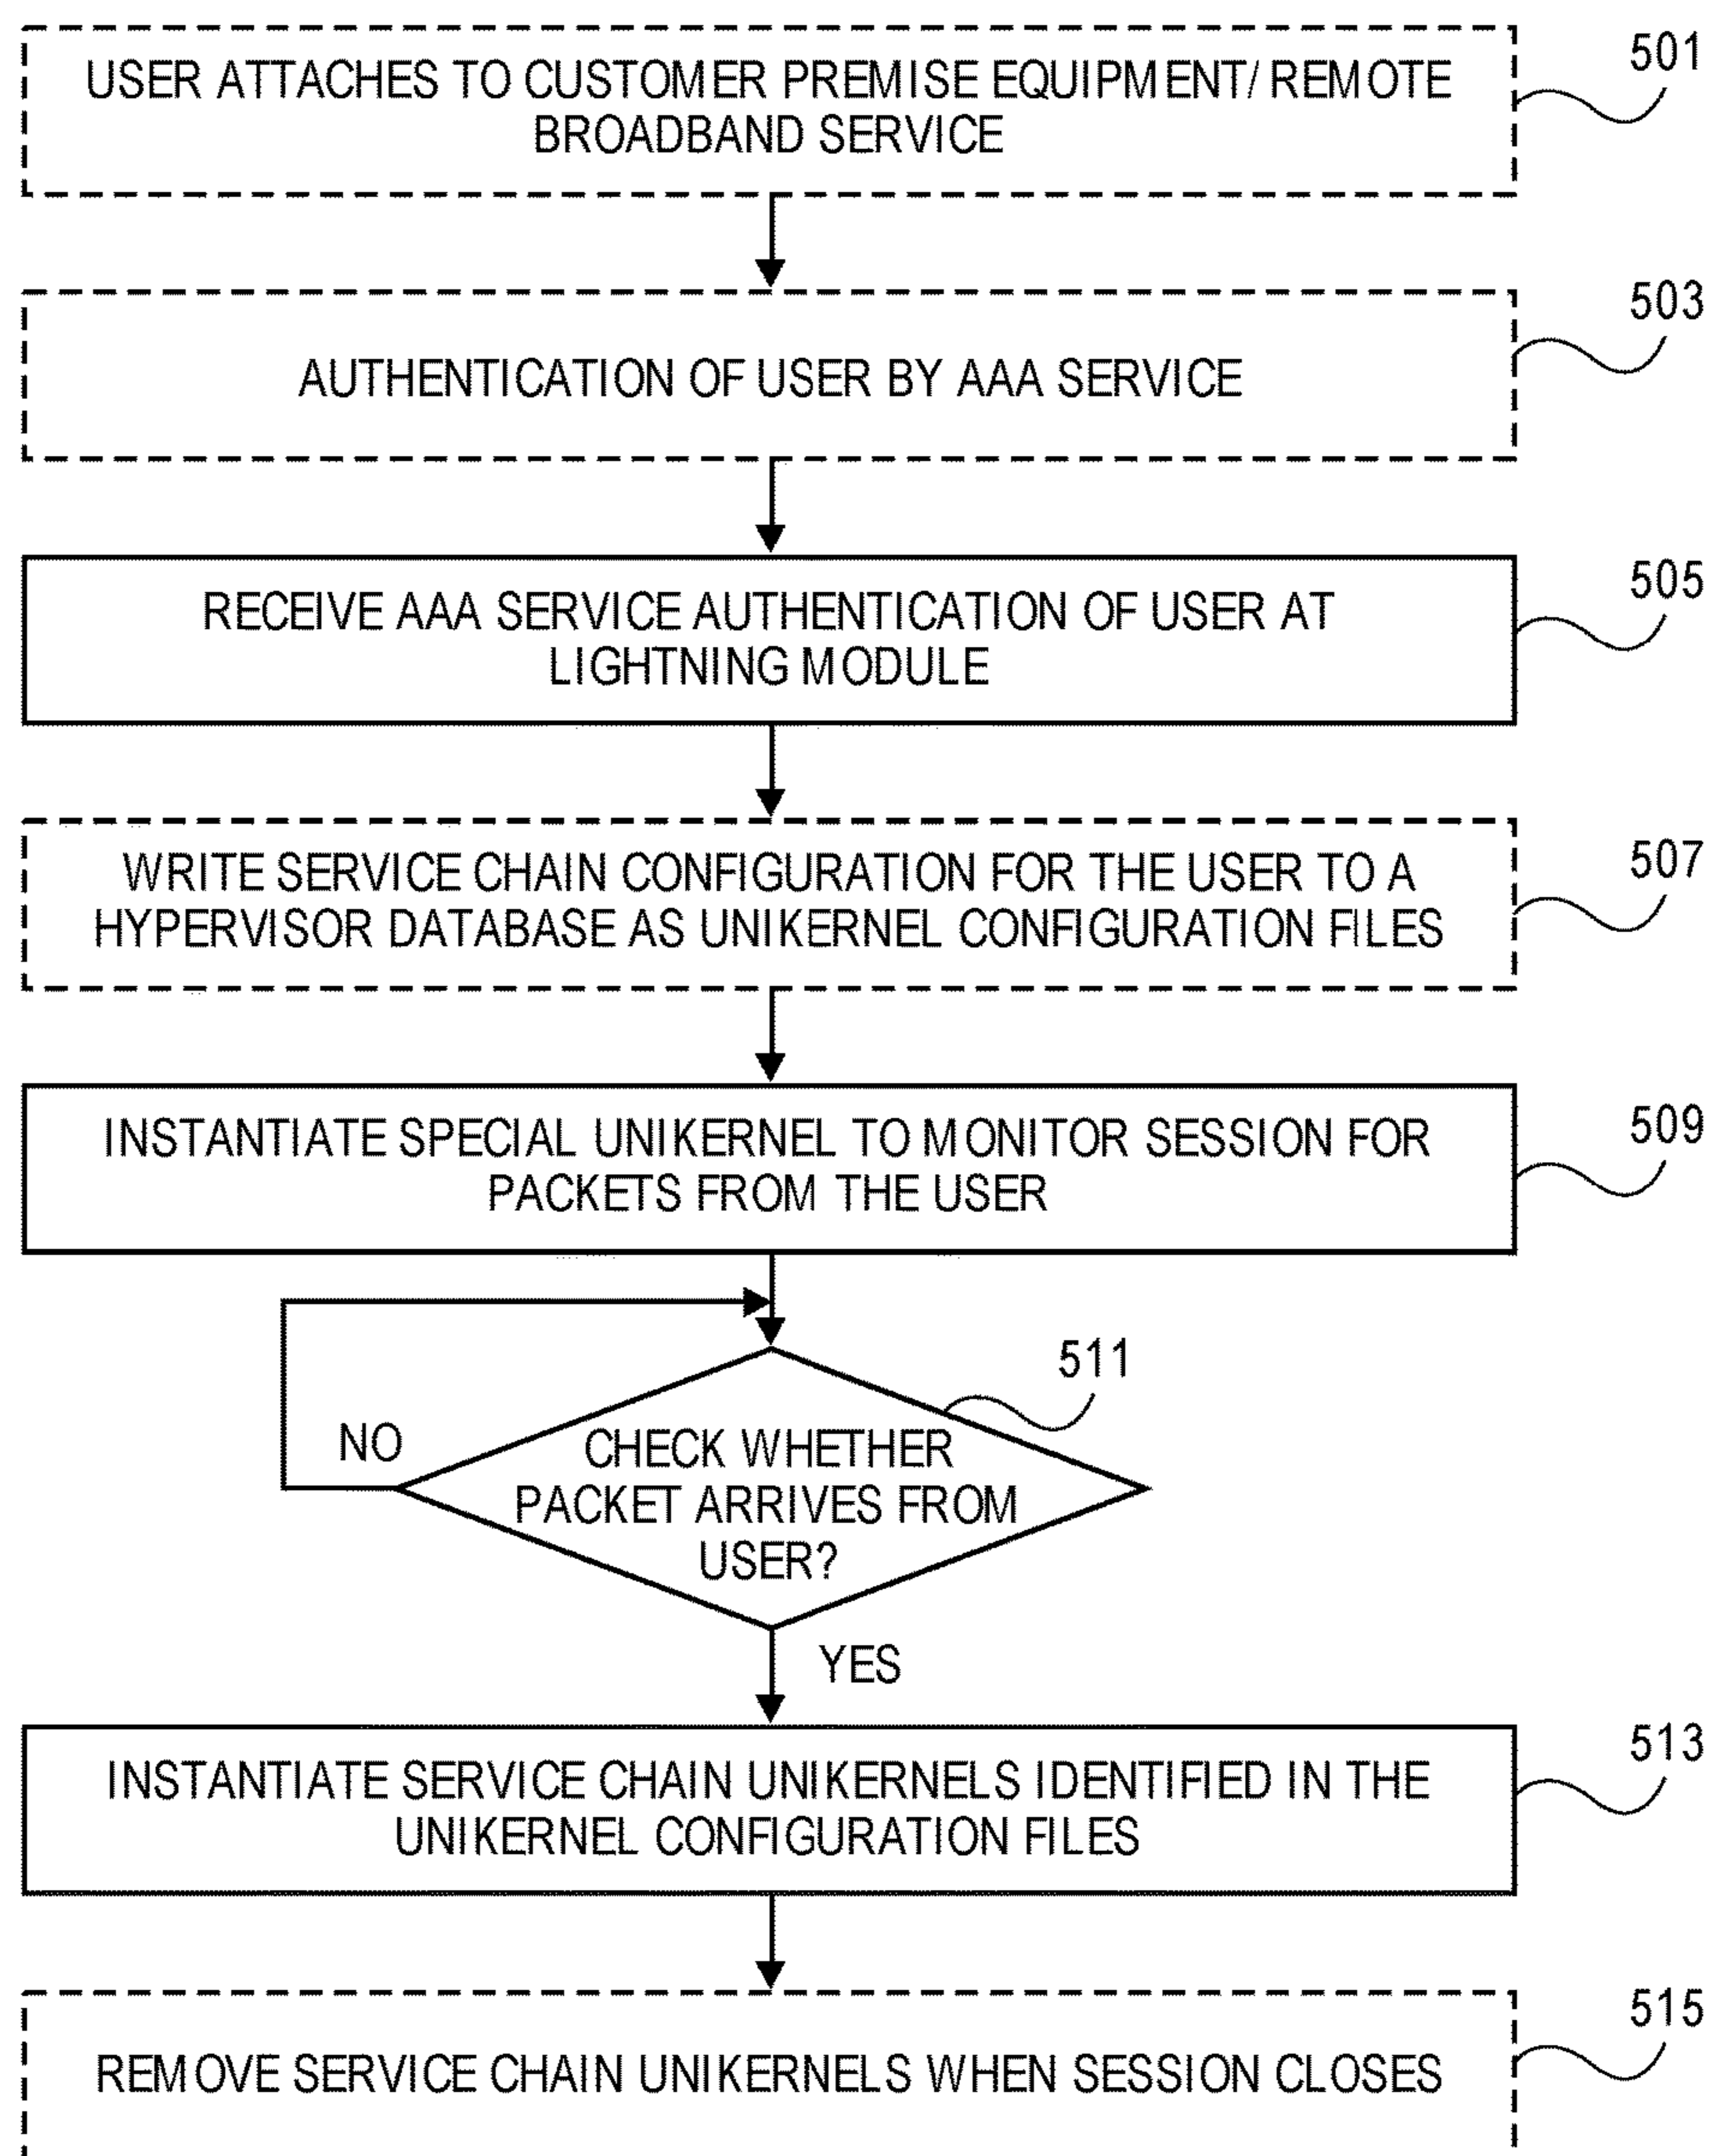 USER ATTACHES TO CUSTOMER PREMISE EQUIPMENT/ REMOTE
BROADBAND SERVICE
501
AUTHENTICATION OF USER BY AAA SERVICE
503
RECEIVE AAA SERVICE AUTHENTICATION OF USER AT
LIGHTNING MODULE
505
WRITE SERVICE CHAIN CONFIGURATION FOR THE USER TO A
HYPERVISOR DATABASE AS UNIKERNEL CONFIGURATION FILES
507
INSTANTIATE SPECIAL UNIKERNEL TO MONITOR SESSION FOR
PACKETS FROM THE USER
509
511
NO
CHECK WHETHER
PACKET ARRIVES FROM
USER?
YES
INSTANTIATE SERVICE CHAIN UNIKERNELS IDENTIFIED IN THE
UNIKERNEL CONFIGURATION FILES
513
REMOVE SERVICE CHAIN UNIKERNELS WHEN SESSION CLOSES
515